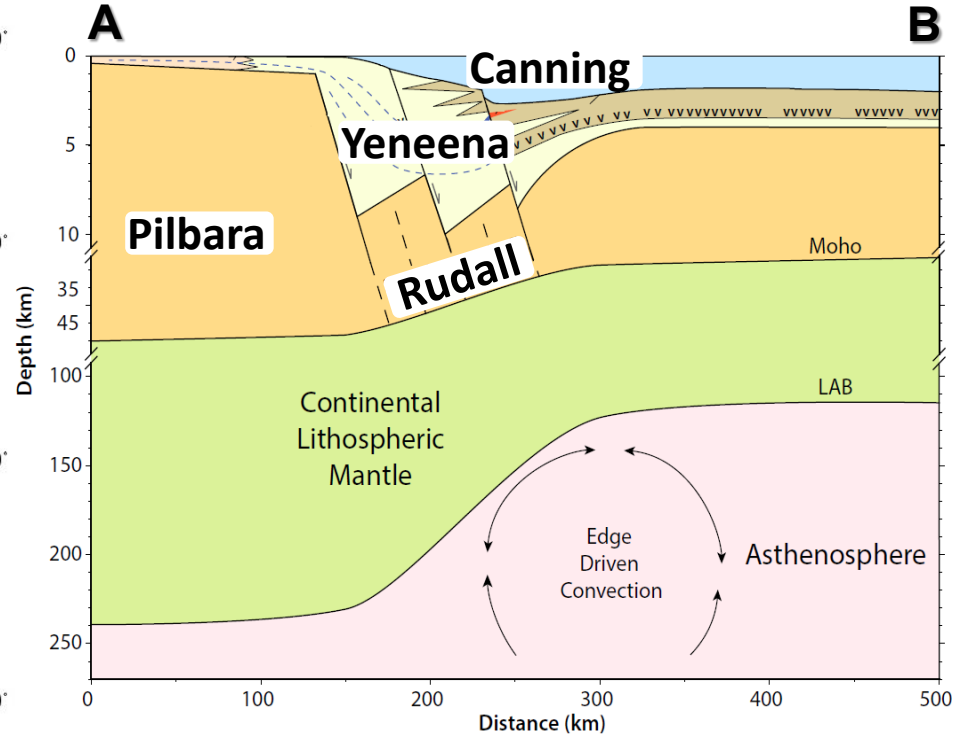 A
B
0
5
10
35
45
100
150
200
250
Depth (km)
Canning
Yeneena
Pilbara
Rudall
v v v v v v v v v v v v v v v v v v v v v v v v v v v v v v v v v v v v
Moho
LAB
Continental
Lithospheric
Mantle
Edge
Driven
Convection
Asthenosphere
0
100
200
300
400
500
Distance (km)